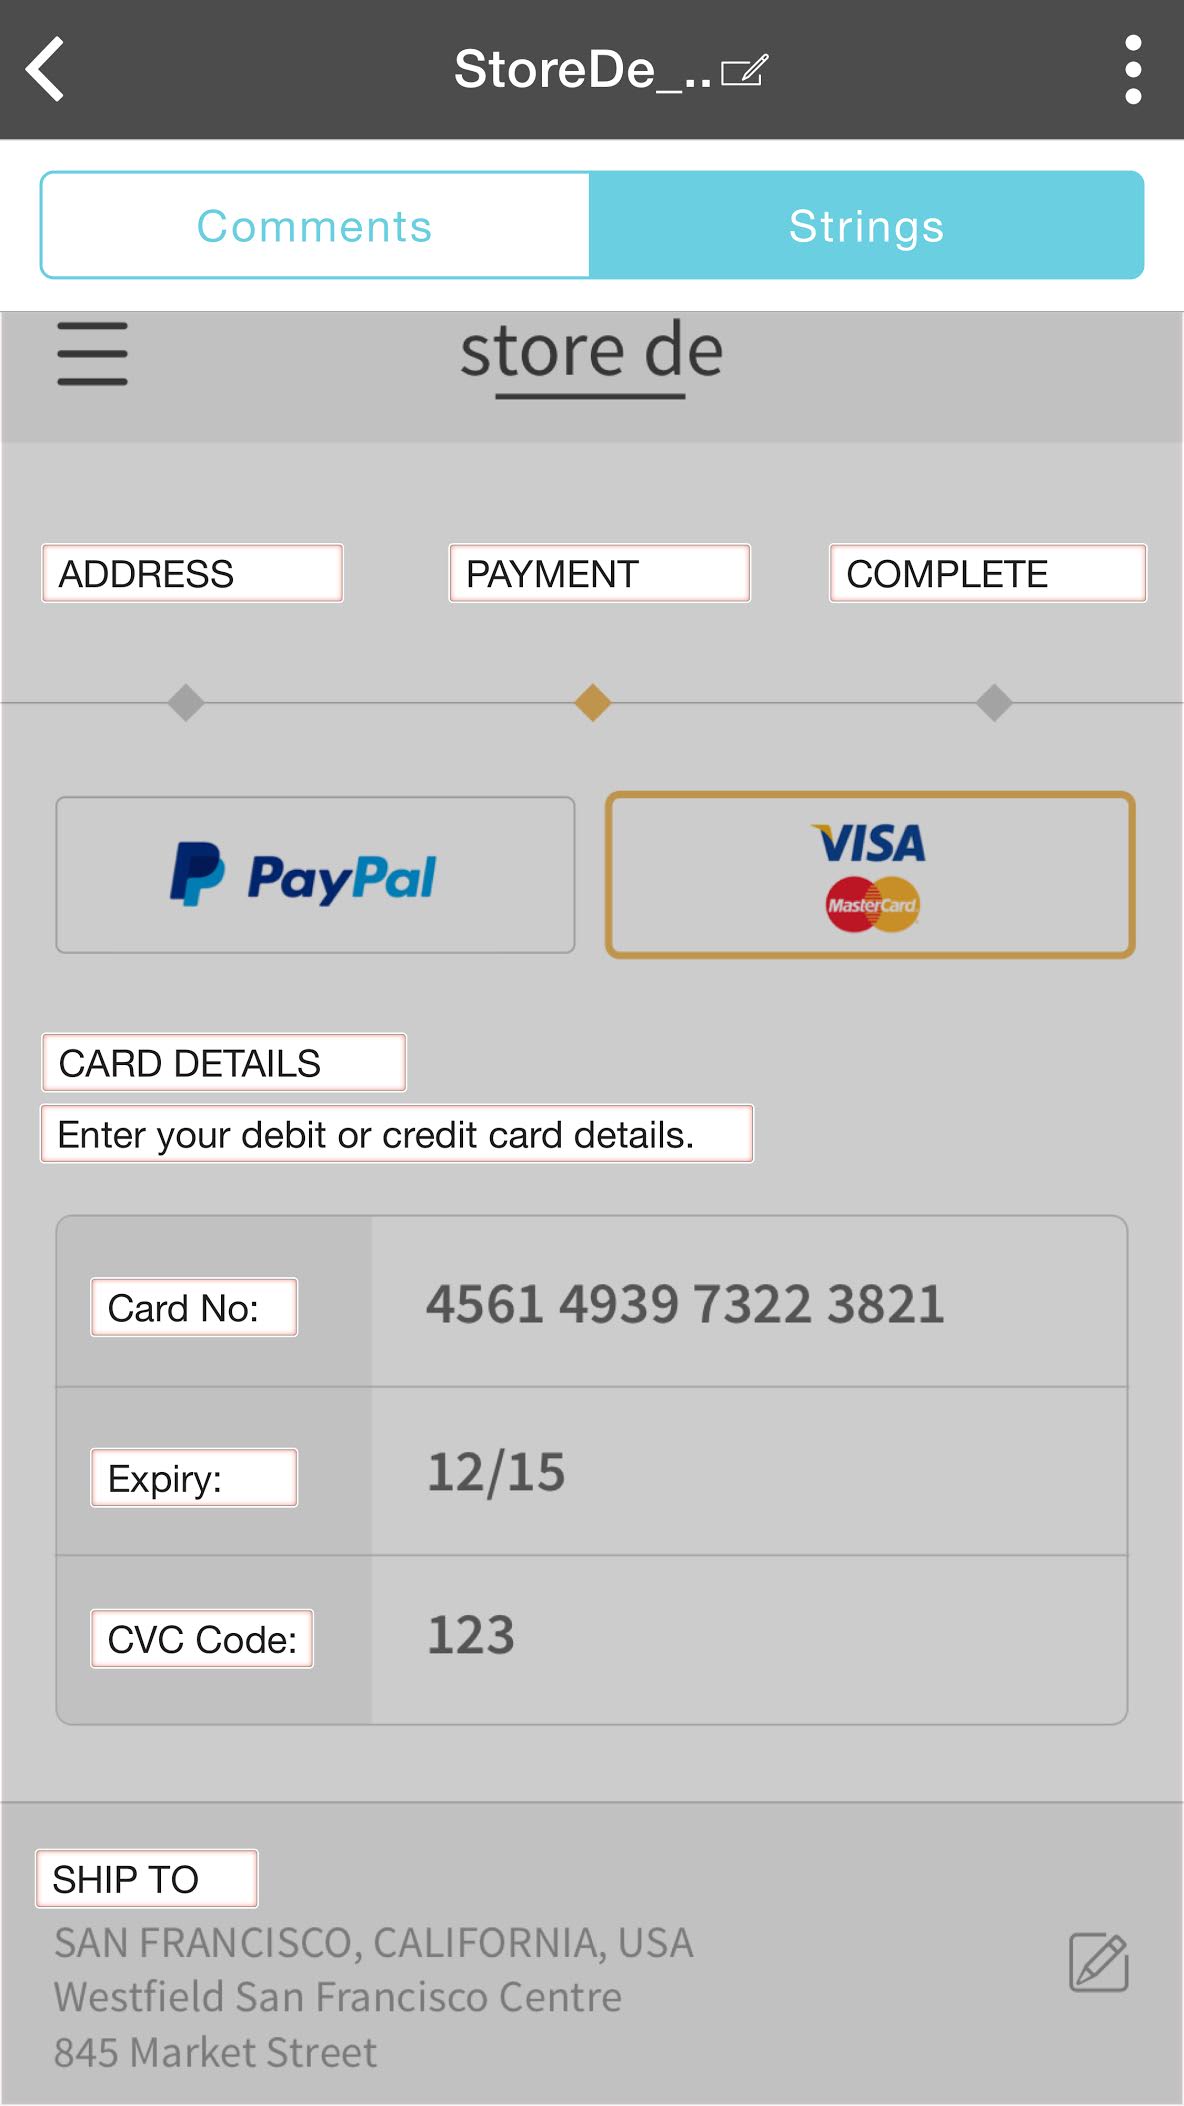 StoreDe_..
Comments
Strings
store de
ADDRESS
PAYMENT
COMPLETE
PayPal
VISA
MasterCard
CARD DETAILS
Enter your debit or credit card details.
Card No:
4561 4939 7322 3821
Expiry:
12/15
CVC Code:
123
SHIP TO
SAN FRANCISCO, CALIFORNIA, USA
Westfield San Francisco Centre
845 Market Street